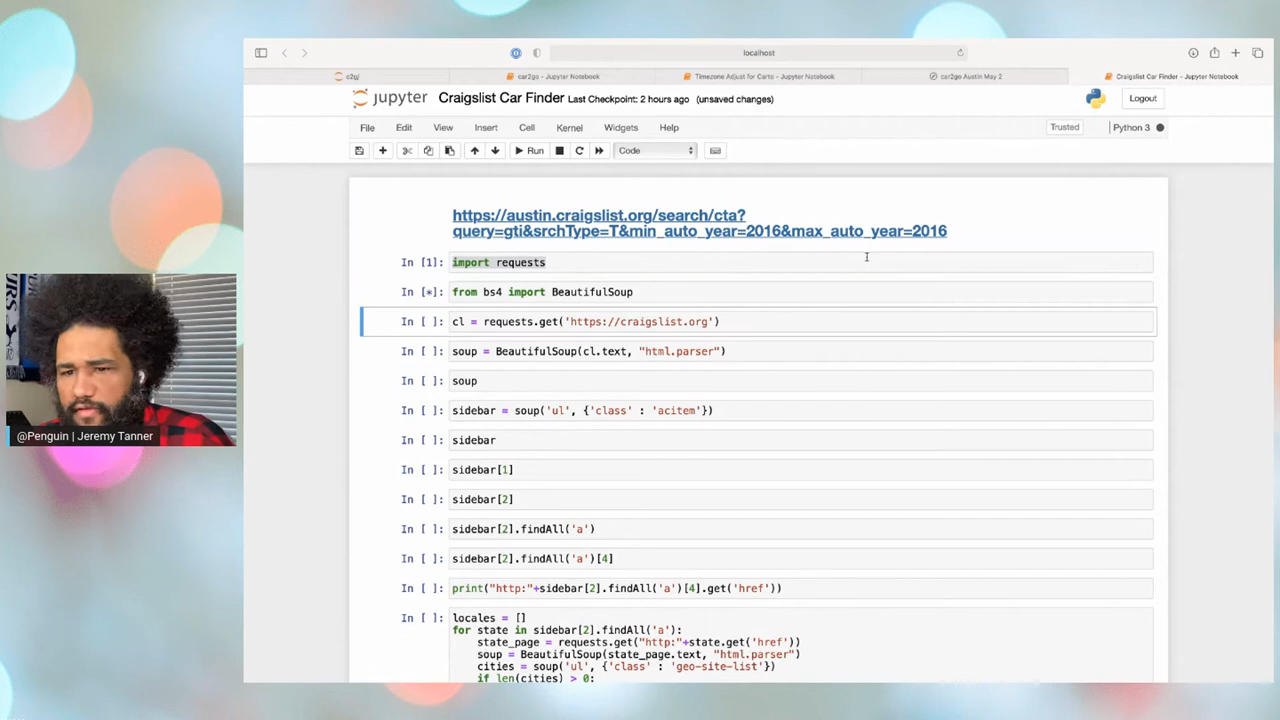 localhost
c2g/
car2go - Jupyter Notebook
Timezone Adjust for Carto - Jupyter Notebook
car2go Austin May 2
Craigslist Car Finder - Jupyter Notebook
jupyter Craigslist Car Finder Last Checkpoint: 2 hours ago (unsaved changes)
Logout
File Edit View Insert Cell Kernel Widgets Help
Trusted Python 3
Run Code
https://austin.craigslist.org/search/cta?
query=gti&srchType=T&min_auto_year=2016&max_auto_year=2016
In [1]: import requests
In [*]: from bs4 import BeautifulSoup
In [ ]: cl = requests.get('https://craigslist.org')
In [ ]: soup = BeautifulSoup(cl.text, "html.parser")
In [ ]: soup
In [ ]: sidebar = soup('ul', {'class' : 'acitem'})
In [ ]: sidebar
In [ ]: sidebar[1]
In [ ]: sidebar[2]
In [ ]: sidebar[2].findAll('a')
In [ ]: sidebar[2].findAll('a')[4]
In [ ]: print("http:"+sidebar[2].findAll('a')[4].get('href'))
In [ ]: locales = []
for state in sidebar[2].findAll('a'):
state_page = requests.get("http:"+state.get('href'))
soup = BeautifulSoup(state_page.text, "html.parser")
cities = soup('ul', {'class' : 'geo-site-list'})
if len(cities) > 0:
@Penguin | Jeremy Tanner